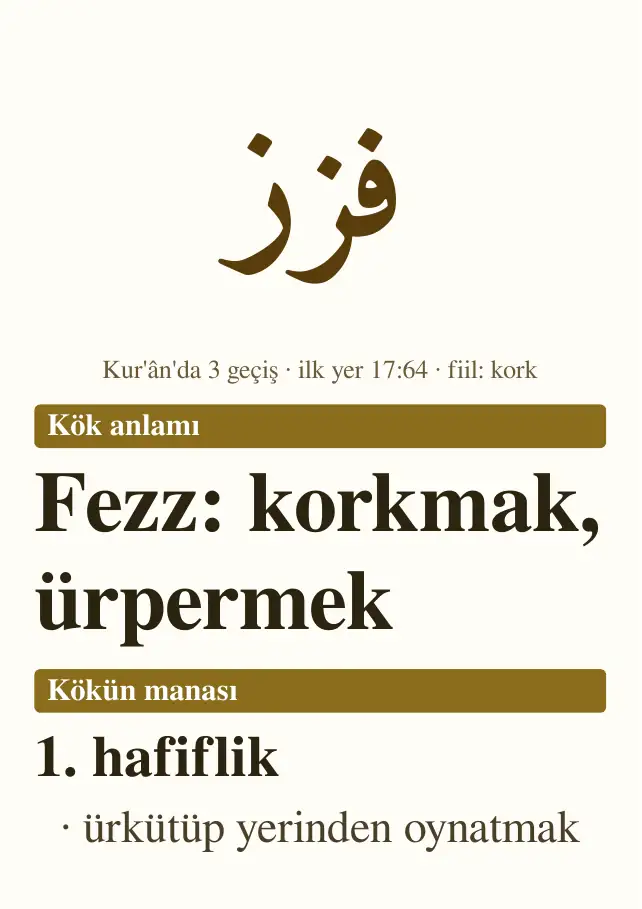 فزز
Kur'ân'da 3 geçiş · ilk yer 17:64 · fiil: kork
Kök anlamı
Fezz: korkmak,
ürpermek
Kökün manası
1. hafiflik
· ürkütüp yerinden oynatmak